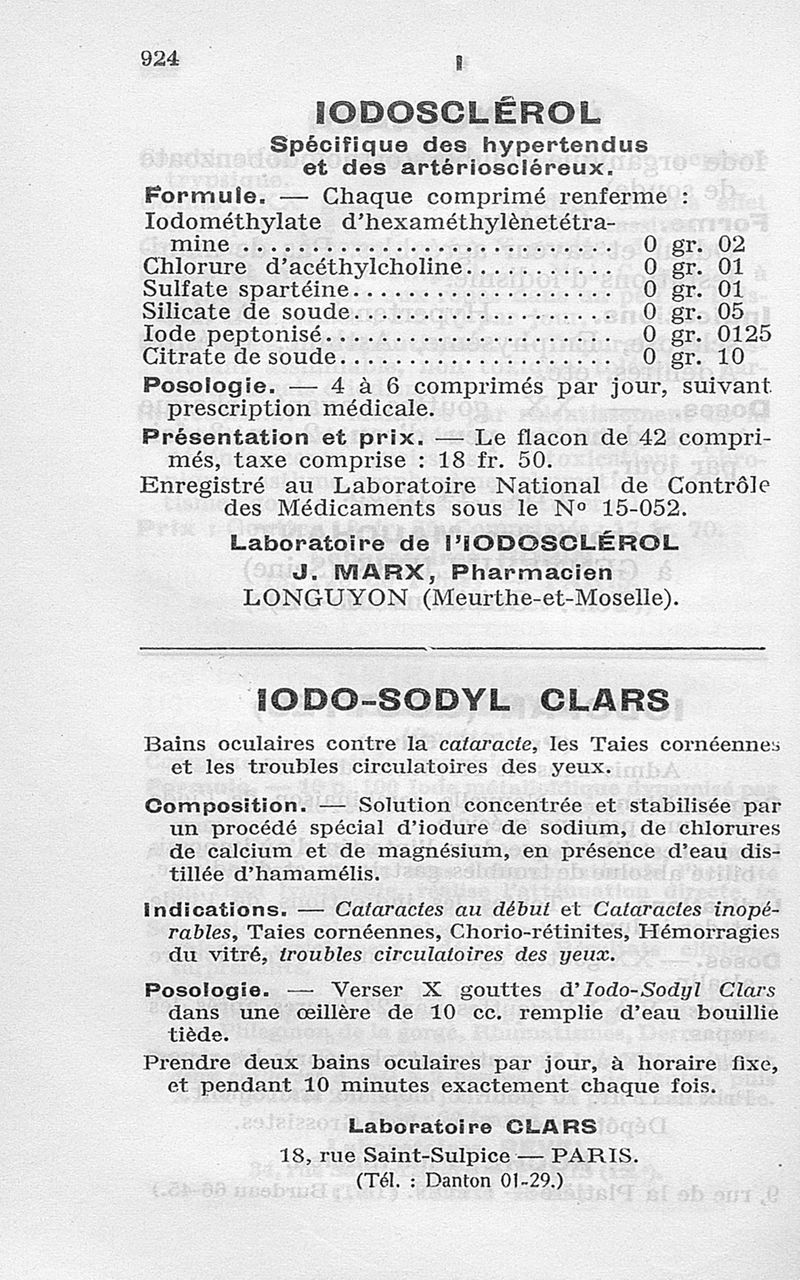 924
I
IODOSCLÉROL
Spécifique des hypertendus
et des artérioscléreux.
Formule. — Chaque comprimé renferme :
Iodométhylate d'hexaméthylènetétra-
mine ........................... 0 gr. 02
Chlorure d'acéthylcholine........... 0 gr. 01
Sulfate spartéine................... 0 gr. 01
Silicate de soude................... 0 gr. 05
Iode peptonisé..................... 0 gr. 0125
Citrate de soude.................... 0 gr. 10
Posologie. — 4 à 6 comprimés par jour, suivant
prescription médicale.
Présentation et prix. — Le flacon de 42 compri-
més, taxe comprise : 18 fr. 50.
Enregistré au Laboratoire National de Contrôle
des Médicaments sous le Nº 15-052.
Laboratoire de l'IODOSCLÉROL
J. MARX, Pharmacien
LONGUYON (Meurthe-et-Moselle).
IODO-SODYL CLARS
Bains oculaires contre la cataracte, les Taies cornéennes
et les troubles circulatoires des yeux.
Composition. — Solution concentrée et stabilisée par
un procédé spécial d'iodure de sodium, de chlorures
de calcium et de magnésium, en présence d'eau dis-
tillée d'hamamélis.
Indications. — Cataractes au début et Cataractes inopé-
rables, Taies cornéennes, Chorio-rétinites, Hémorragies
du vitré, troubles circulatoires des yeux.
Posologie. — Verser X gouttes d'Iodo-Sodyl Clars
dans une œillère de 10 cc. remplie d'eau bouillie
tiède.
Prendre deux bains oculaires par jour, à horaire fixe,
et pendant 10 minutes exactement chaque fois.
Laboratoire CLARS
18, rue Saint-Sulpice — PARIS.
(Tél. : Danton 01-29.)